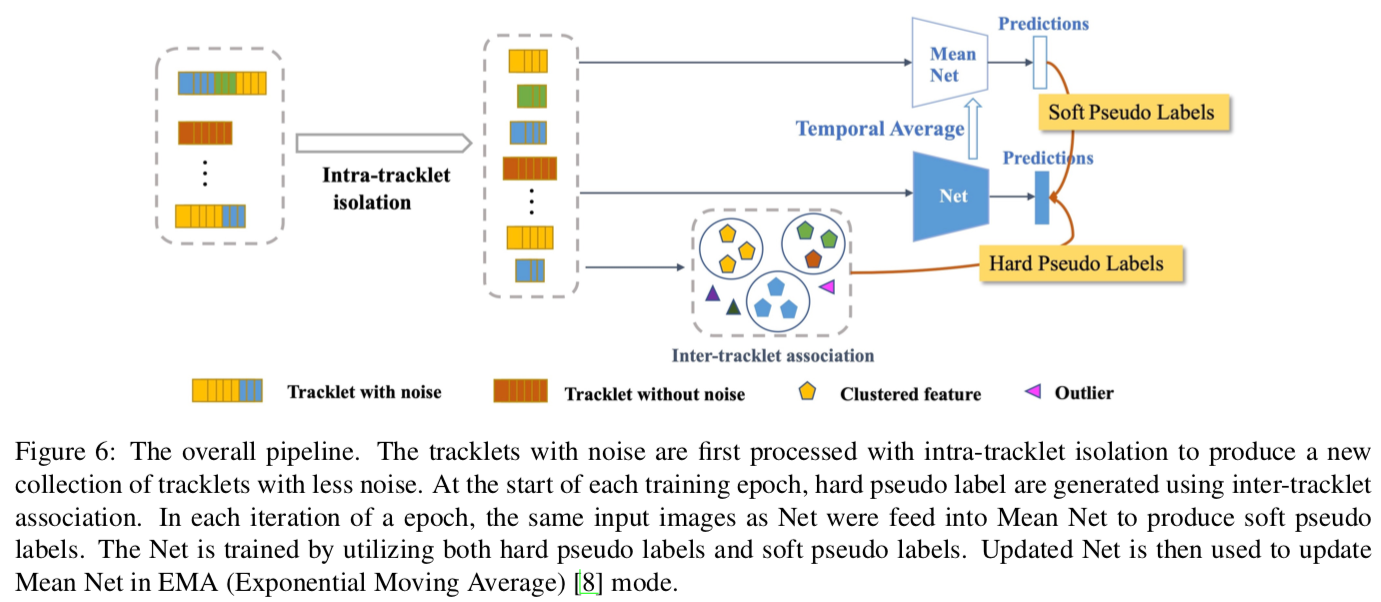 Predictions
Mean
Net
Soft Pseudo Labels
Temporal Average
Predictions
Intra-tracklet
isolation
Net
Hard Pseudo Labels
Inter-tracklet association
Tracklet with noise
Tracklet without noise
Clustered feature
Outlier
Figure 6: The overall pipeline. The tracklets with noise are first processed with intra-tracklet isolation to produce a new
collection of tracklets with less noise. At the start of each training epoch, hard pseudo label are generated using inter-tracklet
association. In each iteration of a epoch, the same input images as Net were feed into Mean Net to produce soft pseudo
labels. The Net is trained by utilizing both hard pseudo labels and soft pseudo labels. Updated Net is then used to update
Mean Net in EMA (Exponential Moving Average) [8] mode.